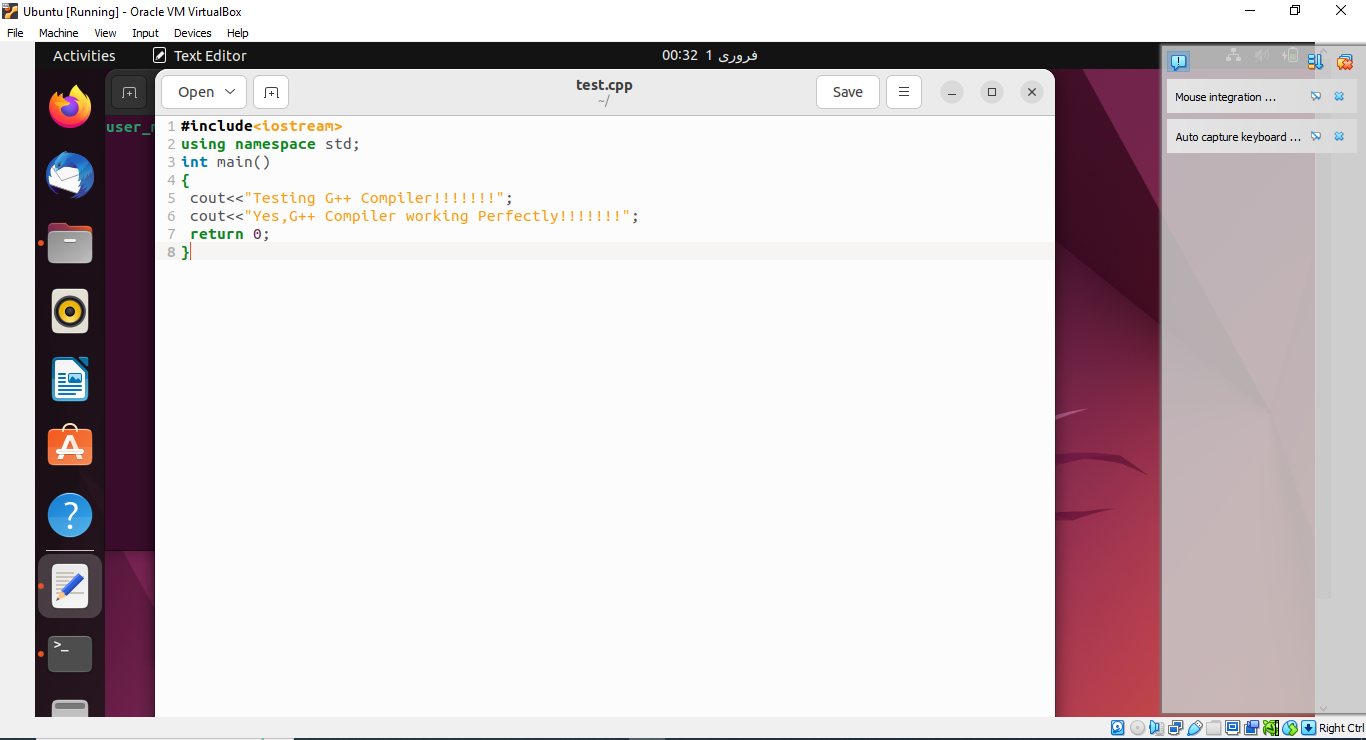 Ubuntu [Running] - Oracle VM VirtualBox
File Machine View Input Devices Help
Activities Text Editor 00:32 1 فروری
Open test.cpp Save
~/
Mouse integration ...
Auto capture keyboard ...
1 #include<iostream>
2 using namespace std;
3 int main()
4 {
5 cout<<"Testing G++ Compiler!!!!!!!";
6 cout<<"Yes,G++ Compiler working Perfectly!!!!!!!";
7 return 0;
8 }
Right Ctrl